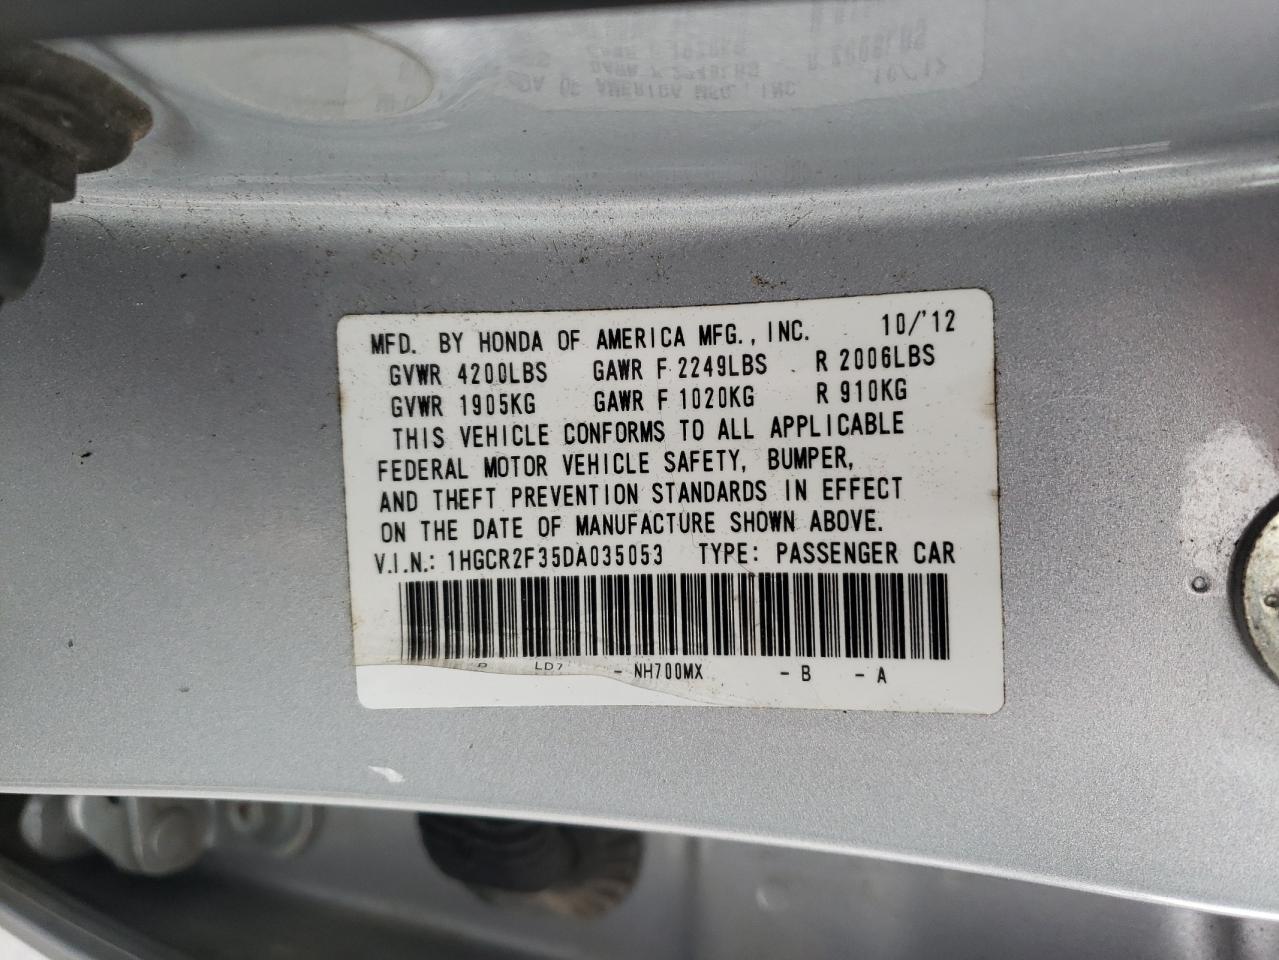 MFD. BY HONDA OF AMERICA MFG., INC. 10/'12
GVWR 4200LBS GAWR F 2249LBS R 2006LBS
GVWR 1905KG GAWR F 1020KG R 910KG
THIS VEHICLE CONFORMS TO ALL APPLICABLE
FEDERAL MOTOR VEHICLE SAFETY, BUMPER,
AND THEFT PREVENTION STANDARDS IN EFFECT
ON THE DATE OF MANUFACTURE SHOWN ABOVE.
V.I.N.: 1HGCR2F35DA035053 TYPE: PASSENGER CAR
- NH700MX - B - A